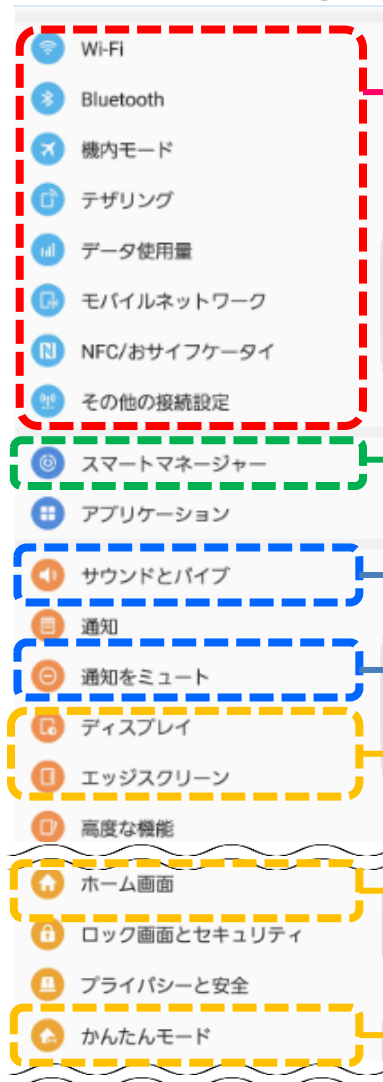 Wi-Fi
Bluetooth
機内モード
テザリング
データ使用量
モバイルネットワーク
NFC/おサイフケータイ
その他の接続設定
スマートマネージャー
アプリケーション
サウンドとバイブ
通知
通知をミュート
ディスプレイ
エッジスクリーン
高度な機能
ホーム画面
ロック画面とセキュリティ
プライバシーと安全
かんたんモード